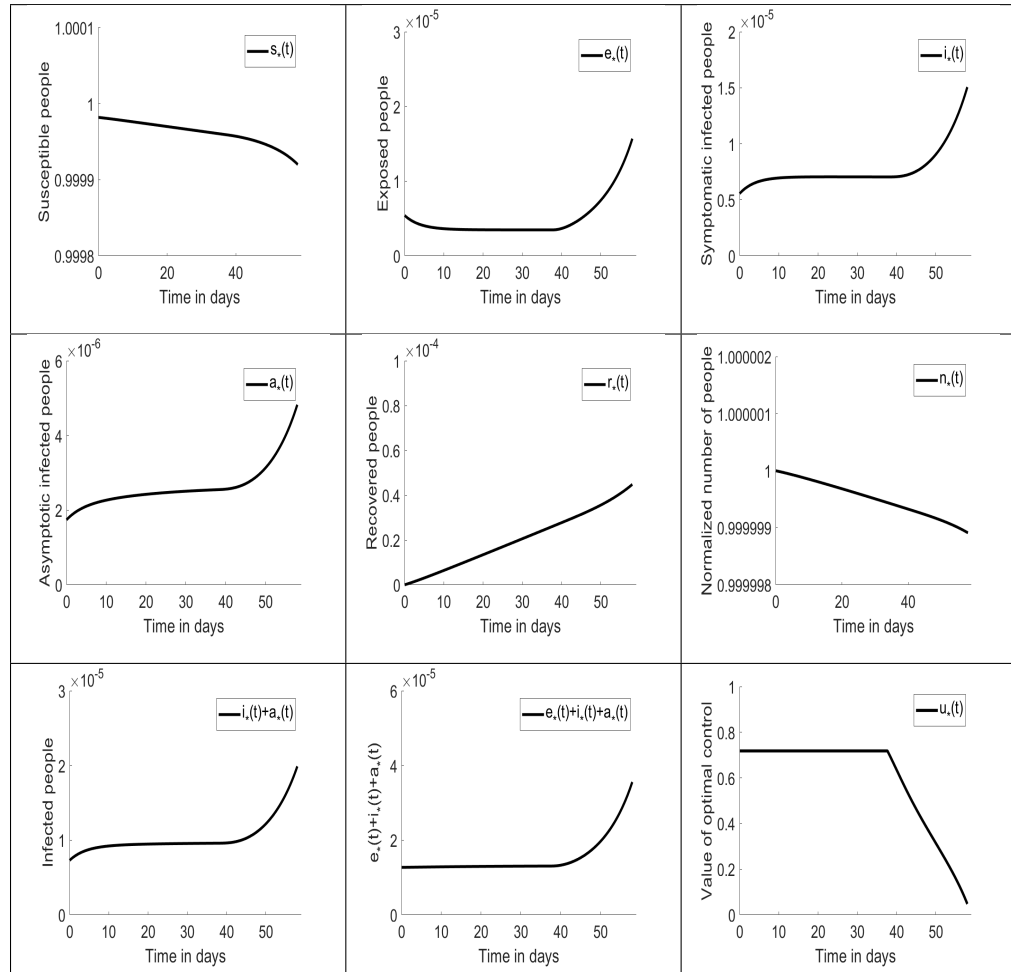 Susceptible people
1.0001
1
0.9999
0.9998
s*(t)
0 20 40
Time in days
Exposed people
×10-5
3
2
1
0
e*(t)
0 10 20 30 40 50
Time in days
Symptomatic infected people
×10-5
2
1.5
1
0.5
0
i*(t)
0 10 20 30 40 50
Time in days
Asymptotic infected people
×10-6
6
4
2
0
a*(t)
0 10 20 30 40 50
Time in days
Recovered people
×10-4
1
0.8
0.6
0.4
0.2
0
r*(t)
0 10 20 30 40 50
Time in days
Normalized number of people
1.000002
1.000001
1
0.999999
0.999998
n*(t)
0 20 40
Time in days
Infected people
×10-5
3
2
1
0
i*(t)+a*(t)
0 10 20 30 40 50
Time in days
e*(t)+i*(t)+a*(t)
×10-5
6
4
2
0
e*(t)+i*(t)+a*(t)
0 10 20 30 40 50
Time in days
Value of optimal control
1
0.8
0.6
0.4
0.2
0
u*(t)
0 10 20 30 40 50
Time in days